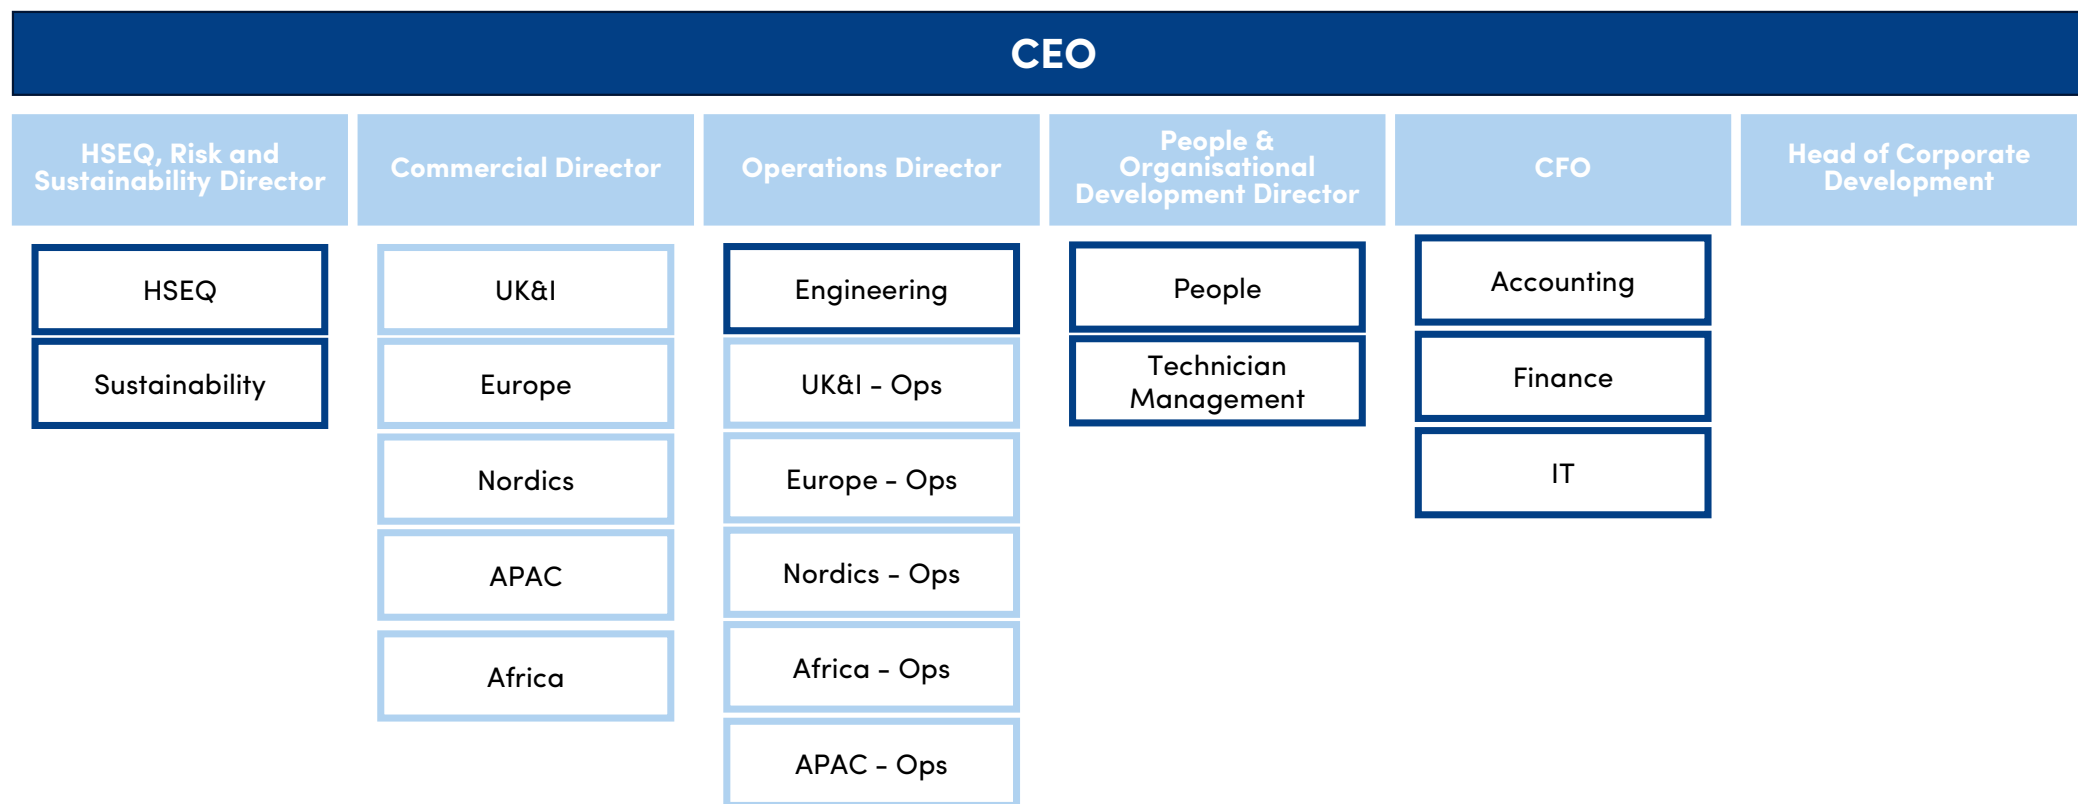 CEO
HSEQ, Risk and
Sustainability Director
Commercial Director
Operations Director
People &
Organisational
Development Director
CFO
Head of Corporate
Development
HSEQ
Sustainability
UK&I
Europe
Nordics
APAC
Africa
Engineering
UK&I - Ops
Europe - Ops
Nordics - Ops
Africa - Ops
APAC - Ops
People
Technician
Management
Accounting
Finance
IT